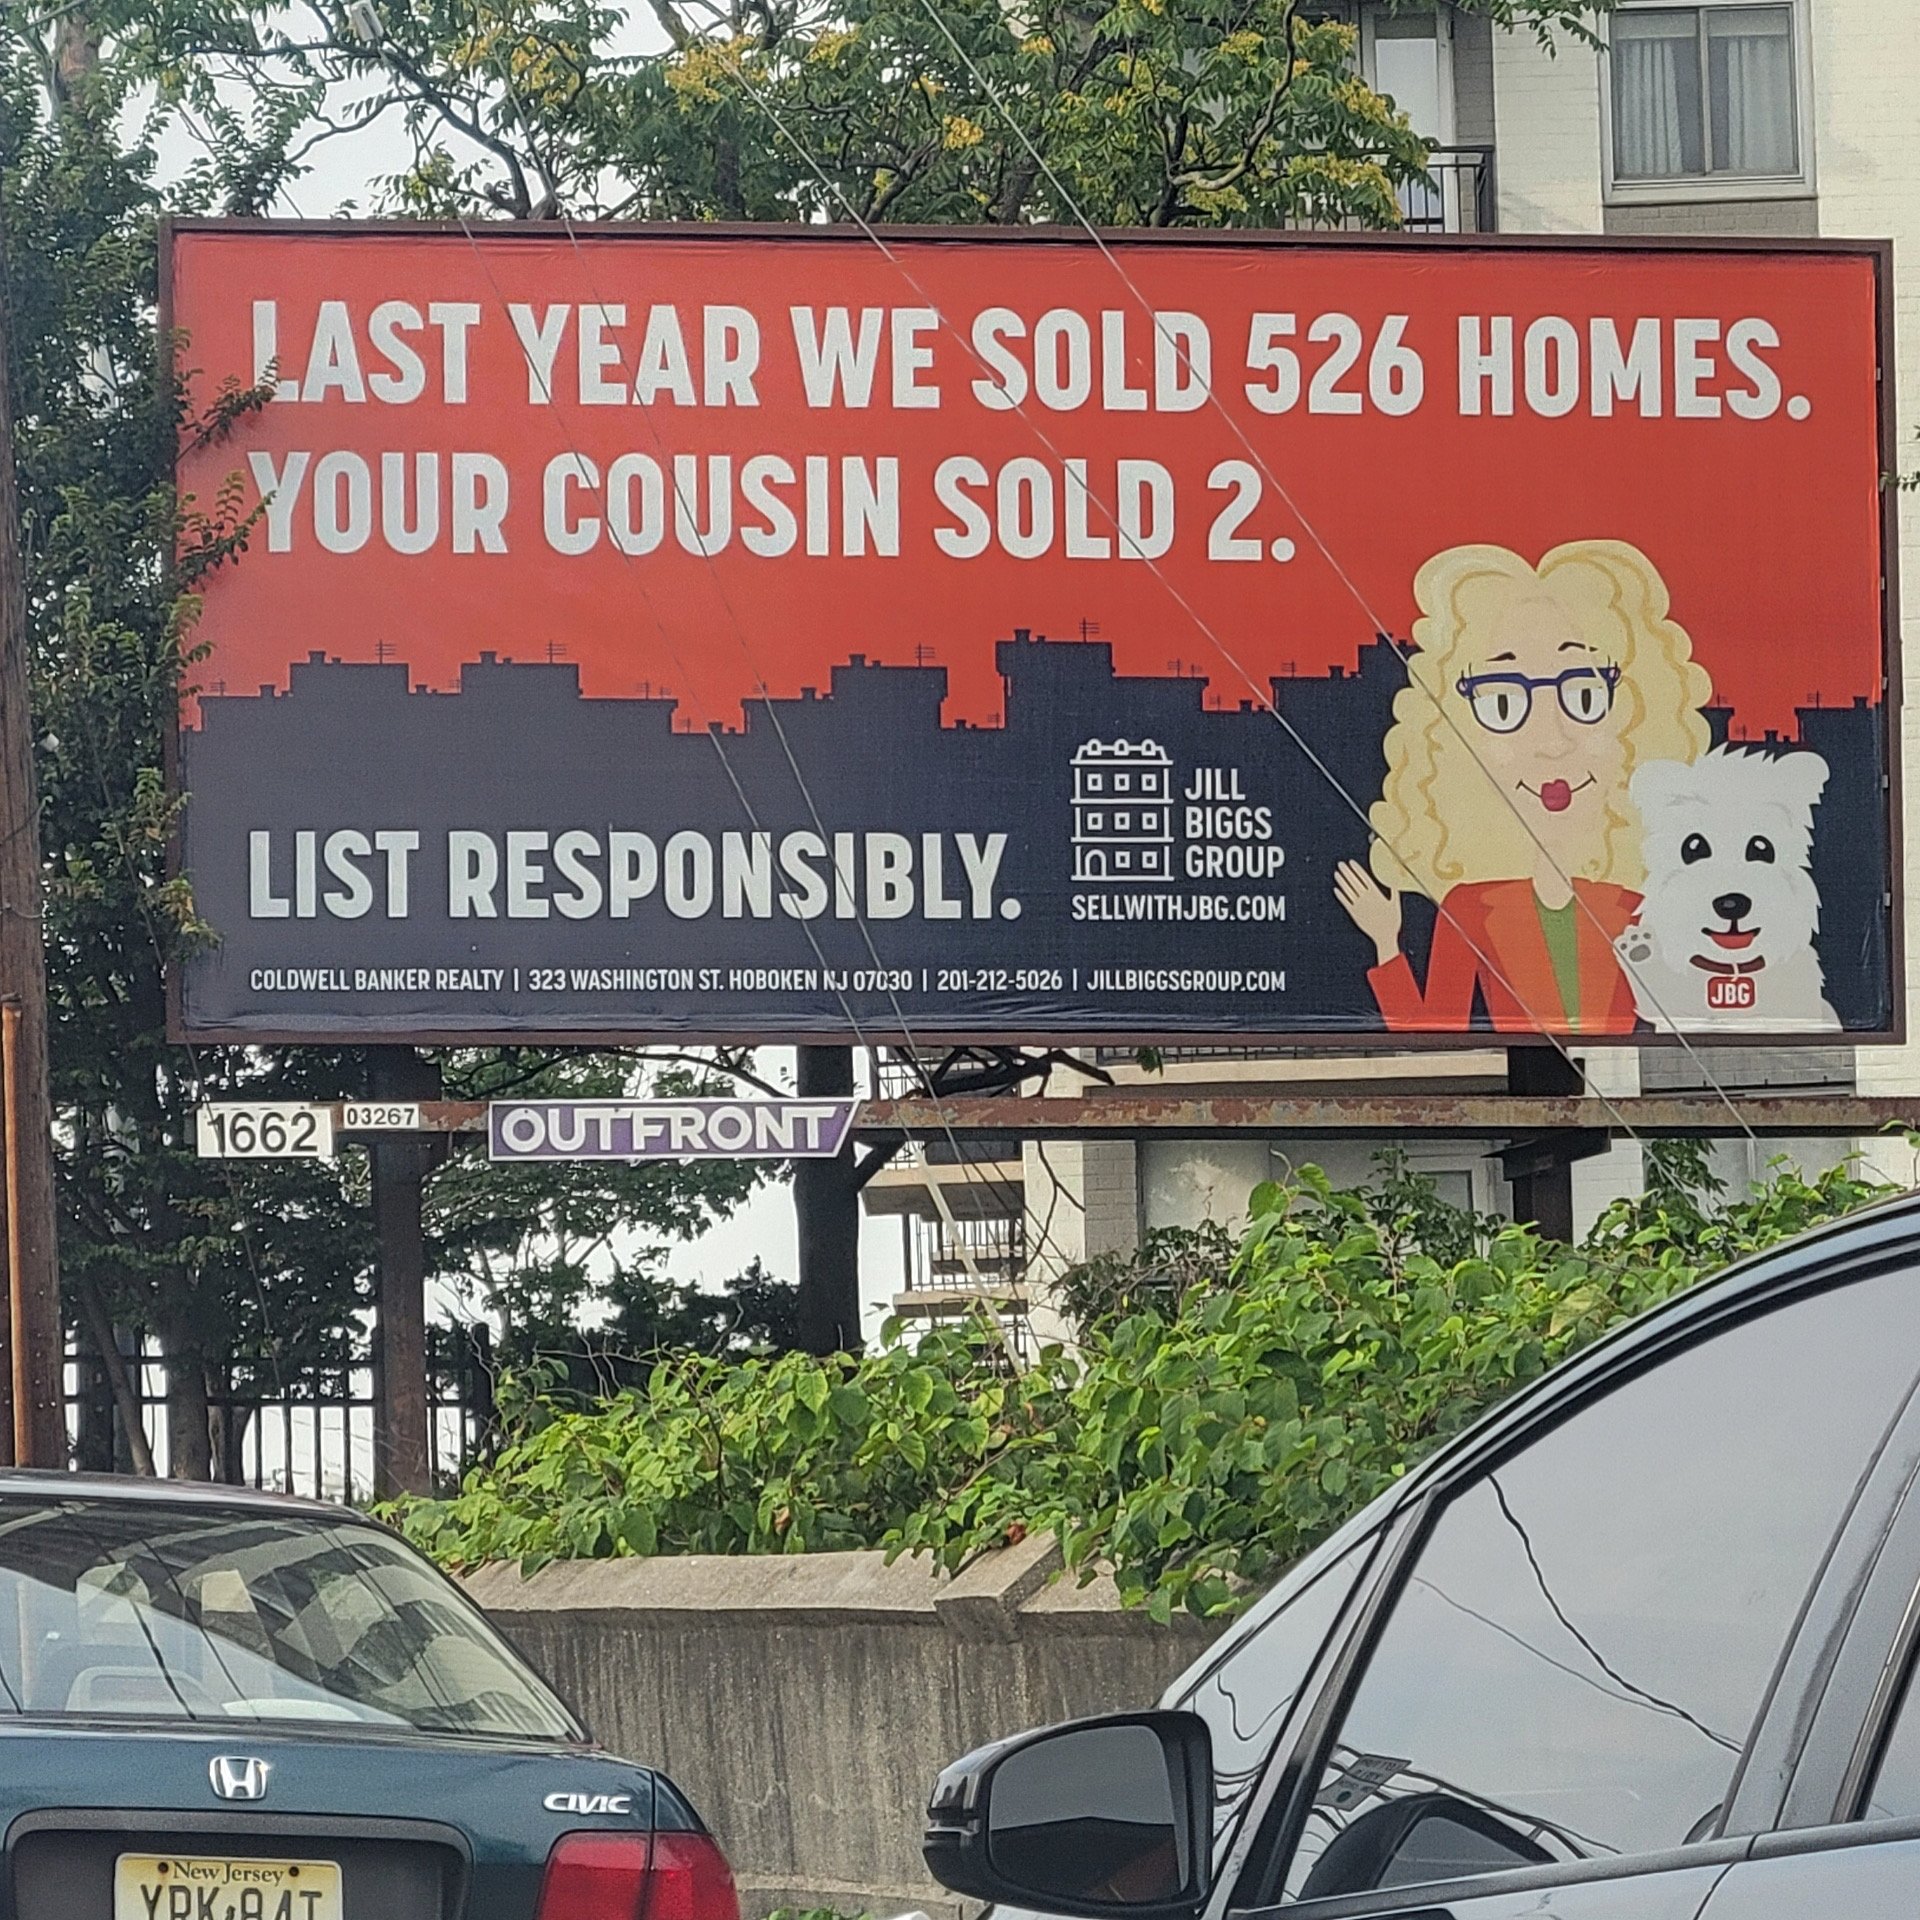 LAST YEAR WE SOLD 526 HOMES.
YOUR COUSIN SOLD 2.
LIST RESPONSIBLY.
JILL
BIGGS
GROUP
SELLWITHJBG.COM
JBG
COLDWELL BANKER REALTY | 323 WASHINGTON ST. HOBOKEN NJ 07030 | 201-212-5026 | JILLBIGGSGROUP.COM
1662
03267
OUTFRONT
CIVIC
New Jersey